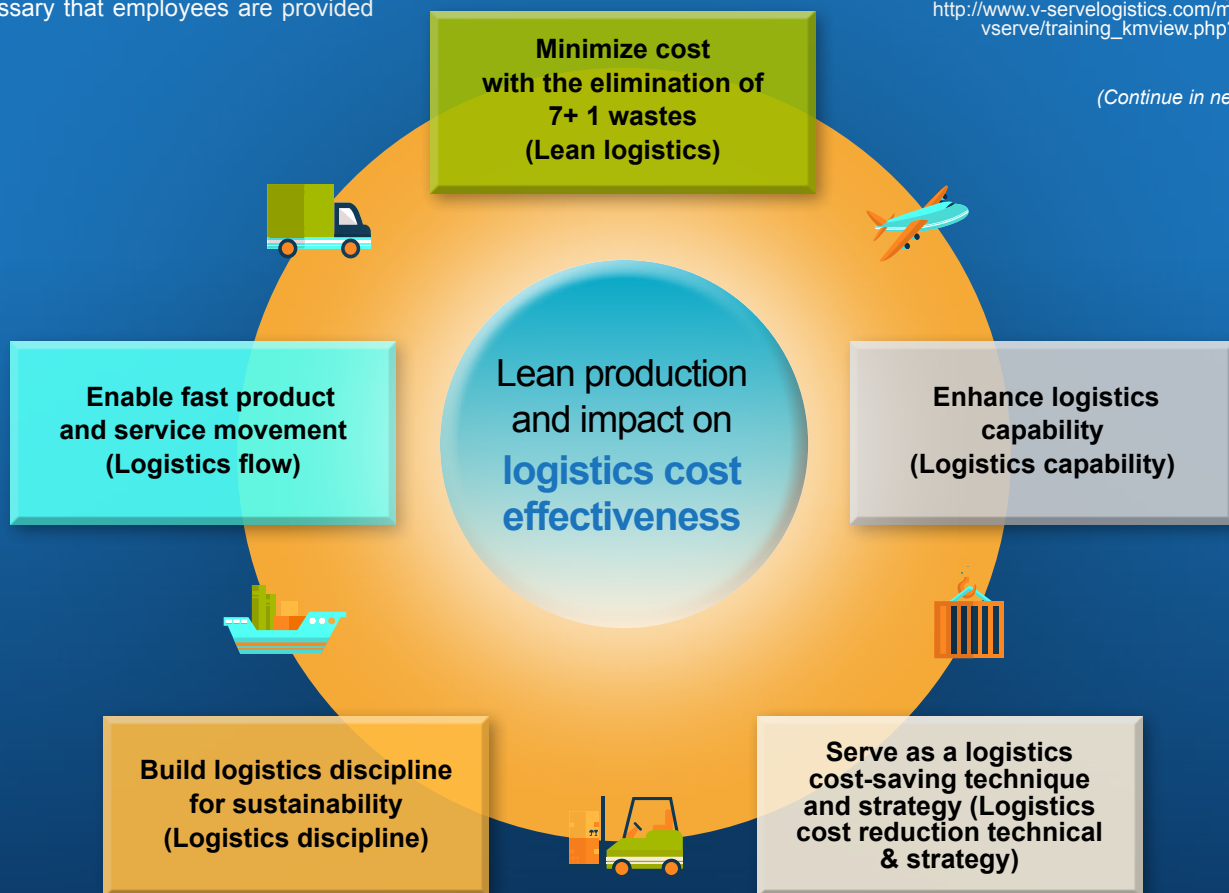 that employees are provided
http://www.v-servelogistics.com/m
vserve/training_kmview.php
(Continue in
Minimize cost
with the elimination of
7+ 1 wastes
(Lean logistics)
Enable fast product
and service movement
(Logistics flow)
Lean production
and impact on
logistics cost
effectiveness
Enhance logistics
capability
(Logistics capability)
Build logistics discipline
for sustainability
(Logistics discipline)
Serve as a logistics
cost-saving technique
and strategy (Logistics
cost reduction technical
& strategy)